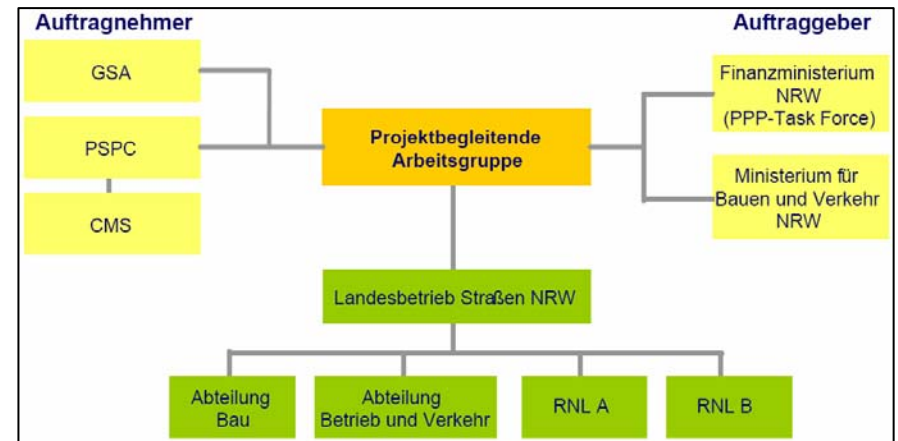 Auftragnehmer
Auftraggeber
GSA
PSPC
CMS
Projektbegleitende
Arbeitsgruppe
Finanzministerium
NRW
(PPP-Task Force)
Ministerium für
Bauen und Verkehr
NRW
Landesbetrieb Straßen NRW
Abteilung
Bau
Abteilung
Betrieb und Verkehr
RNL A
RNL B